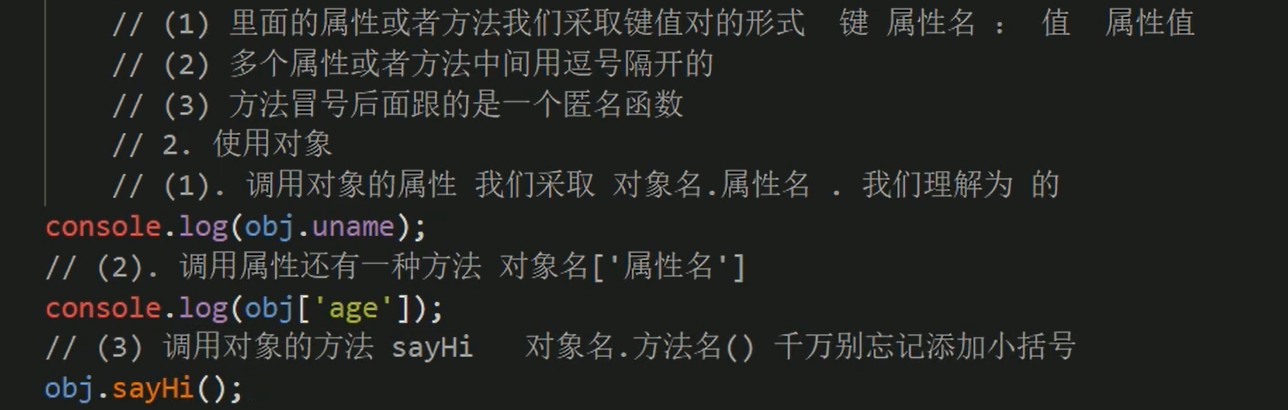 // (1) 里面的属性或者方法我们采取键值对的形式 键 属性名 ： 值 属性值
// (2) 多个属性或者方法中间用逗号隔开的
// (3) 方法冒号后面跟的是一个匿名函数
// 2. 使用对象
// (1). 调用对象的属性 我们采取 对象名.属性名 . 我们理解为 的
console.log(obj.uname);
// (2). 调用属性还有一种方法 对象名['属性名']
console.log(obj['age']);
// (3) 调用对象的方法 sayHi 对象名.方法名() 千万别忘记添加小括号
obj.sayHi();